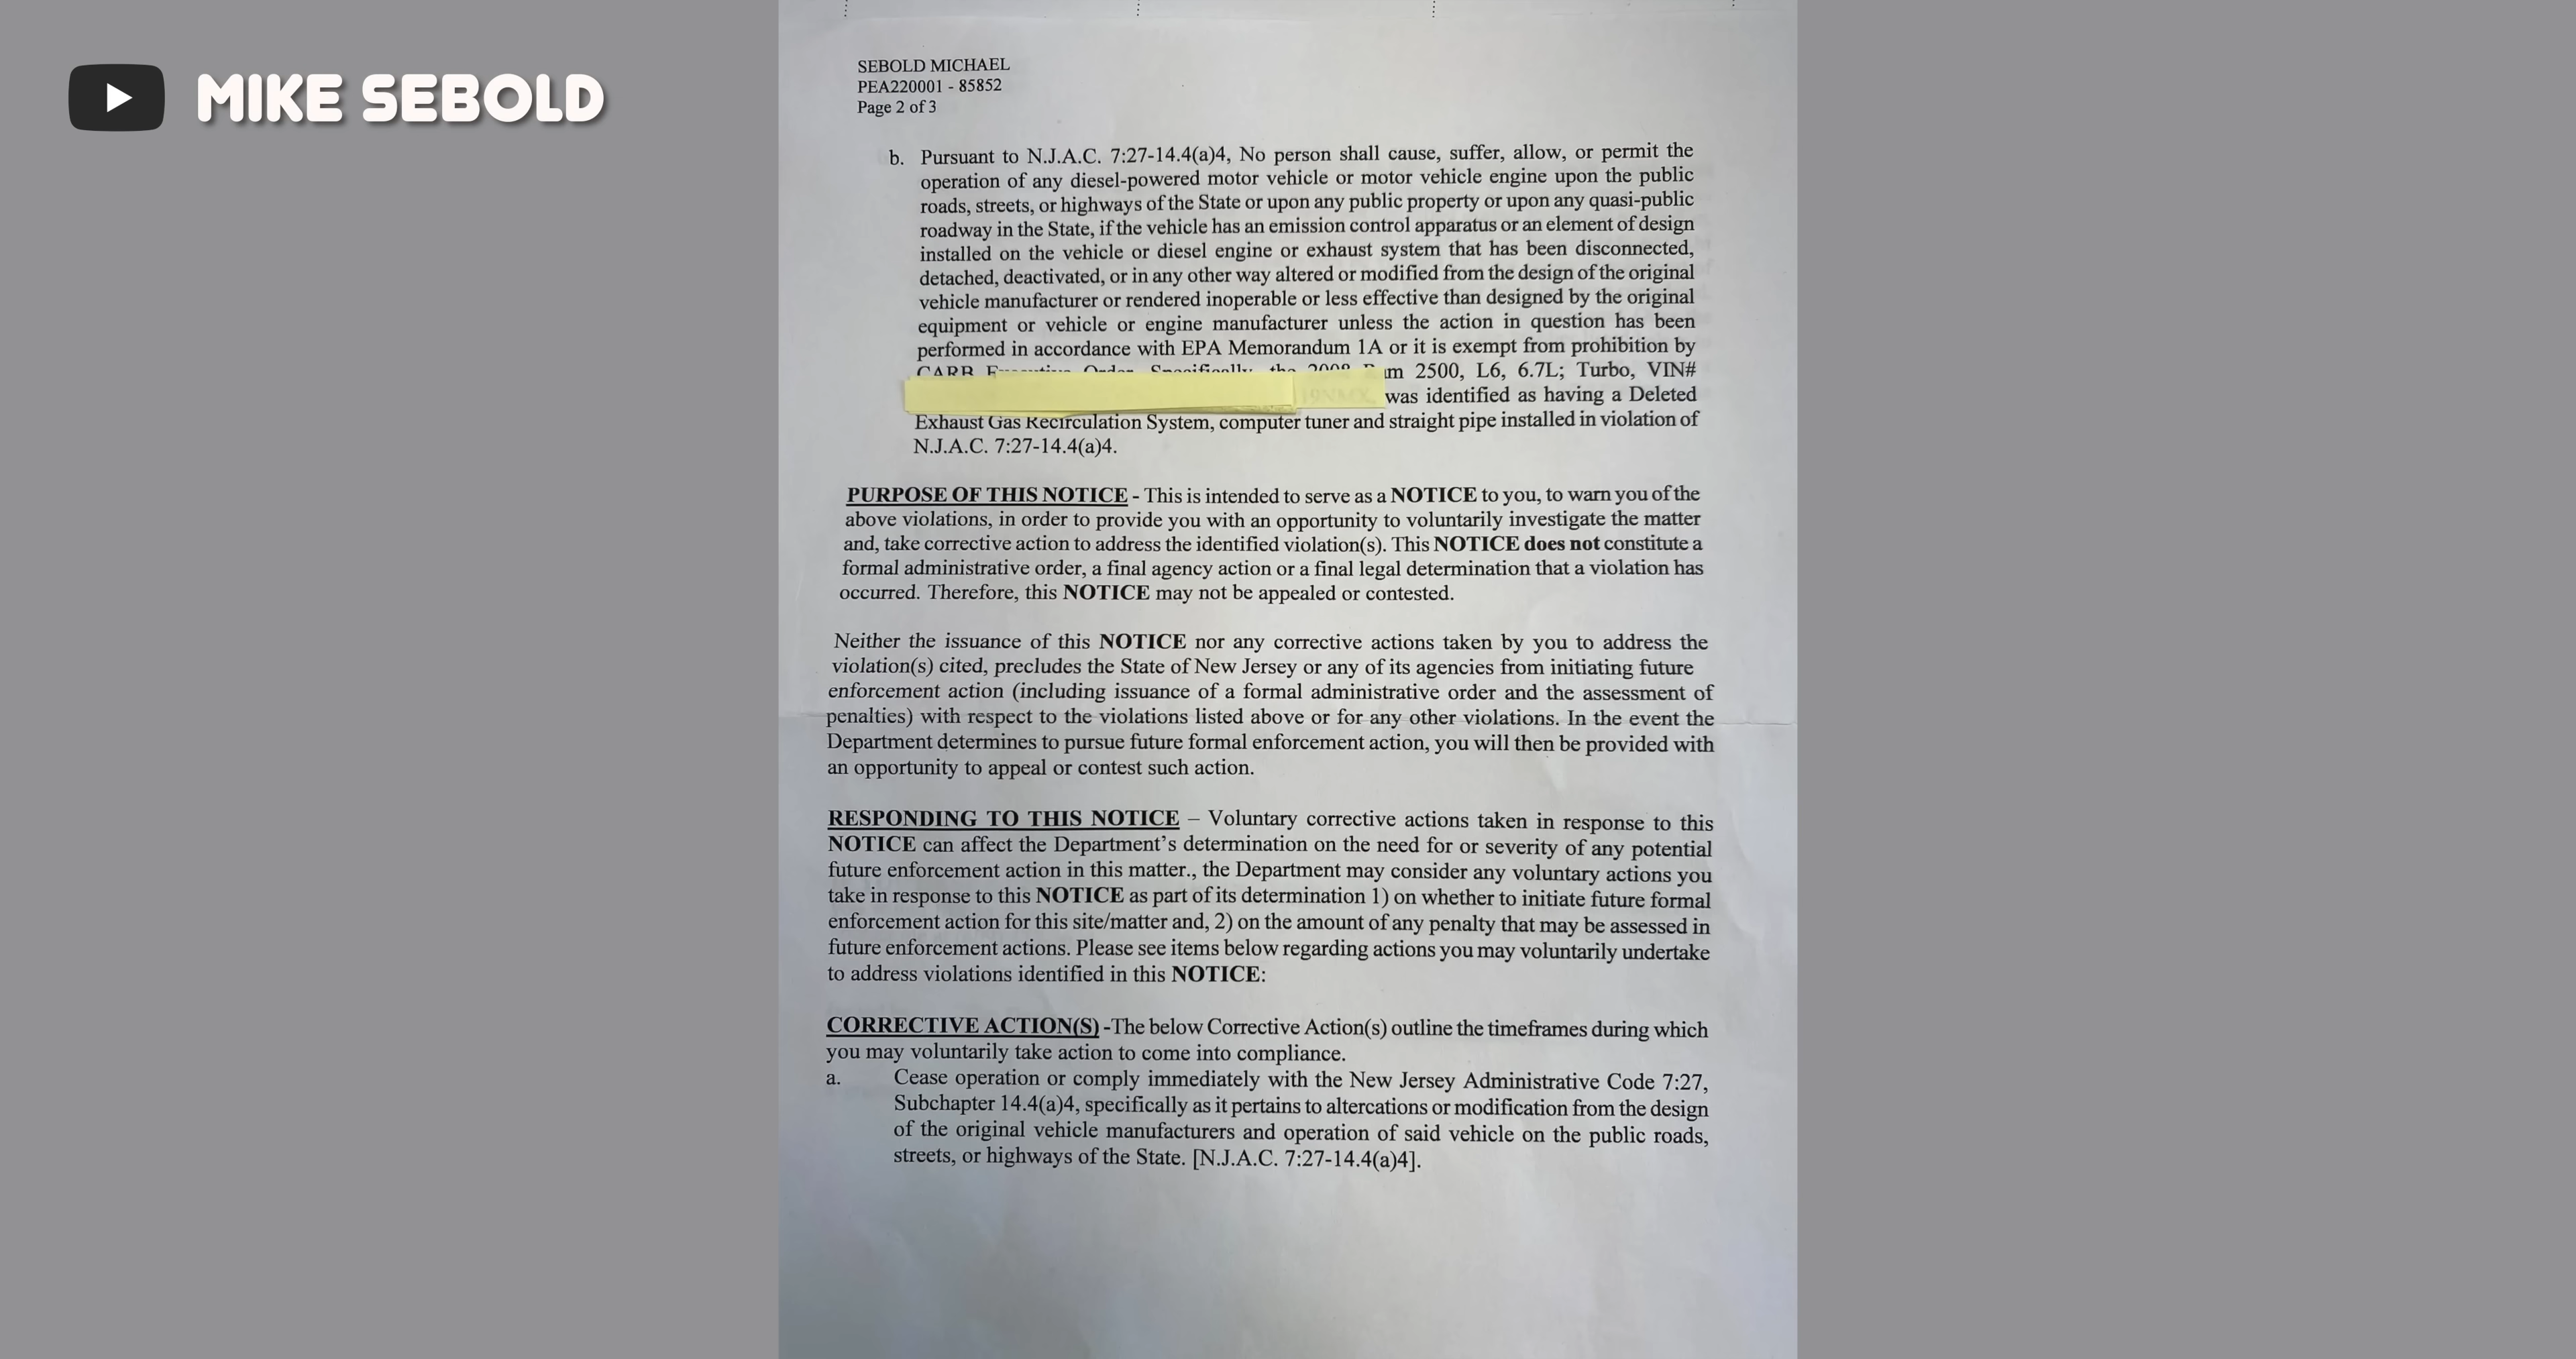 MIKE SEBOLD
SEBOLD MICHAEL
PEA220001 - 85852
Page 2 of 3
b. Pursuant to N.J.A.C. 7:27-14.4(a)4, No person shall cause, suffer, allow, or permit the
operation of any diesel-powered motor vehicle or motor vehicle engine upon the public
roads, streets, or highways of the State or upon any public property or upon any quasi-public
roadway in the State, if the vehicle has an emission control apparatus or an element of design
installed on the vehicle or diesel engine or exhaust system that has been disconnected,
detached, deactivated, or in any other way altered or modified from the design of the original
vehicle manufacturer or rendered inoperable or less effective than designed by the original
equipment or vehicle or engine manufacturer unless the action in question has been
performed in accordance with EPA Memorandum 1A or it is exempt from prohibition by
CARB Order. Specifically, the 2008 2500, L6, 6.7L; Turbo, VIN#
was identified as having a Deleted
Exhaust Gas Recirculation System, computer tuner and straight pipe installed in violation of
N.J.A.C. 7:27-14.4(a)4.
PURPOSE OF THIS NOTICE - This is intended to serve as a NOTICE to you, to warn you of the
above violations, in order to provide you with an opportunity to voluntarily investigate the matter
and, take corrective action to address the identified violation(s). This NOTICE does not constitute a
formal administrative order, a final agency action or a final legal determination that a violation has
occurred. Therefore, this NOTICE may not be appealed or contested.
Neither the issuance of this NOTICE nor any corrective actions taken by you to address the
violation(s) cited, precludes the State of New Jersey or any of its agencies from initiating future
enforcement action (including issuance of a formal administrative order and the assessment of
penalties) with respect to the violations listed above or for any other violations. In the event the
Department determines to pursue future formal enforcement action, you will then be provided with
an opportunity to appeal or contest such action.
RESPONDING TO THIS NOTICE – Voluntary corrective actions taken in response to this
NOTICE can affect the Department's determination on the need for or severity of any potential
future enforcement action in this matter., the Department may consider any voluntary actions you
take in response to this NOTICE as part of its determination 1) on whether to initiate future formal
enforcement action for this site/matter and, 2) on the amount of any penalty that may be assessed in
future enforcement actions. Please see items below regarding actions you may voluntarily undertake
to address violations identified in this NOTICE:
CORRECTIVE ACTION(S) -The below Corrective Action(s) outline the timeframes during which
you may voluntarily take action to come into compliance.
a. Cease operation or comply immediately with the New Jersey Administrative Code 7:27,
Subchapter 14.4(a)4, specifically as it pertains to altercations or modification from the design
of the original vehicle manufacturers and operation of said vehicle on the public roads,
streets, or highways of the State. [N.J.A.C. 7:27-14.4(a)4].